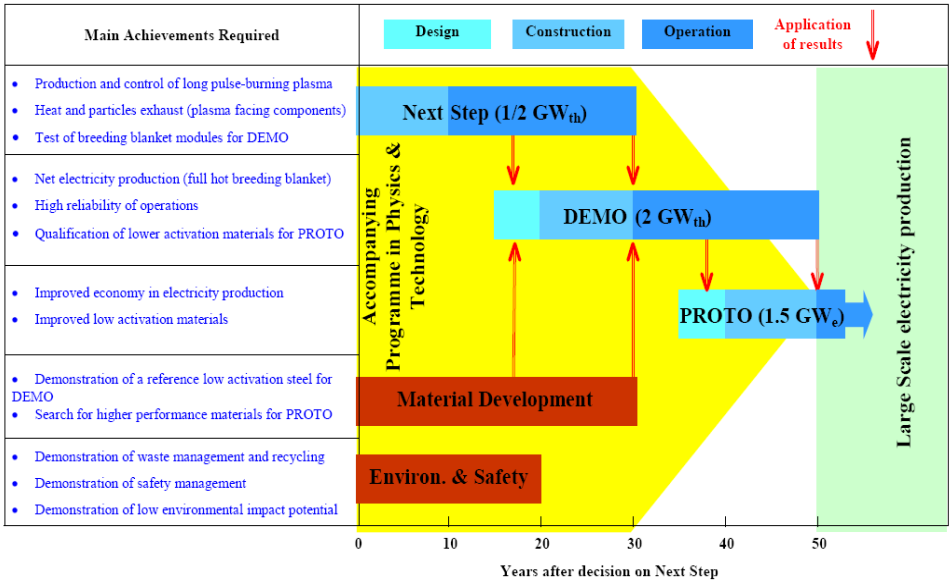 Main Achievements Required
Design
Construction
Operation
Application
of results
• Production and control of long pulse-burning plasma
• Heat and particles exhaust (plasma facing components)
• Test of breeding blanket modules for DEMO
• Net electricity production (full hot breeding blanket)
• High reliability of operations
• Qualification of lower activation materials for PROTO
• Improved economy in electricity production
• Improved low activation materials
• Demonstration of a reference low activation steel for
DEMO
• Search for higher performance materials for PROTO
• Demonstration of waste management and recycling
• Demonstration of safety management
• Demonstration of low environmental impact potential
Accompanying
Programme in Physics &
Technology
Next Step (1/2 GWth)
DEMO (2 GWth)
PROTO (1.5 GWe)
Material Development
Environ. & Safety
Large Scale electricity production
0 10 20 30 40 50
Years after decision on Next Step